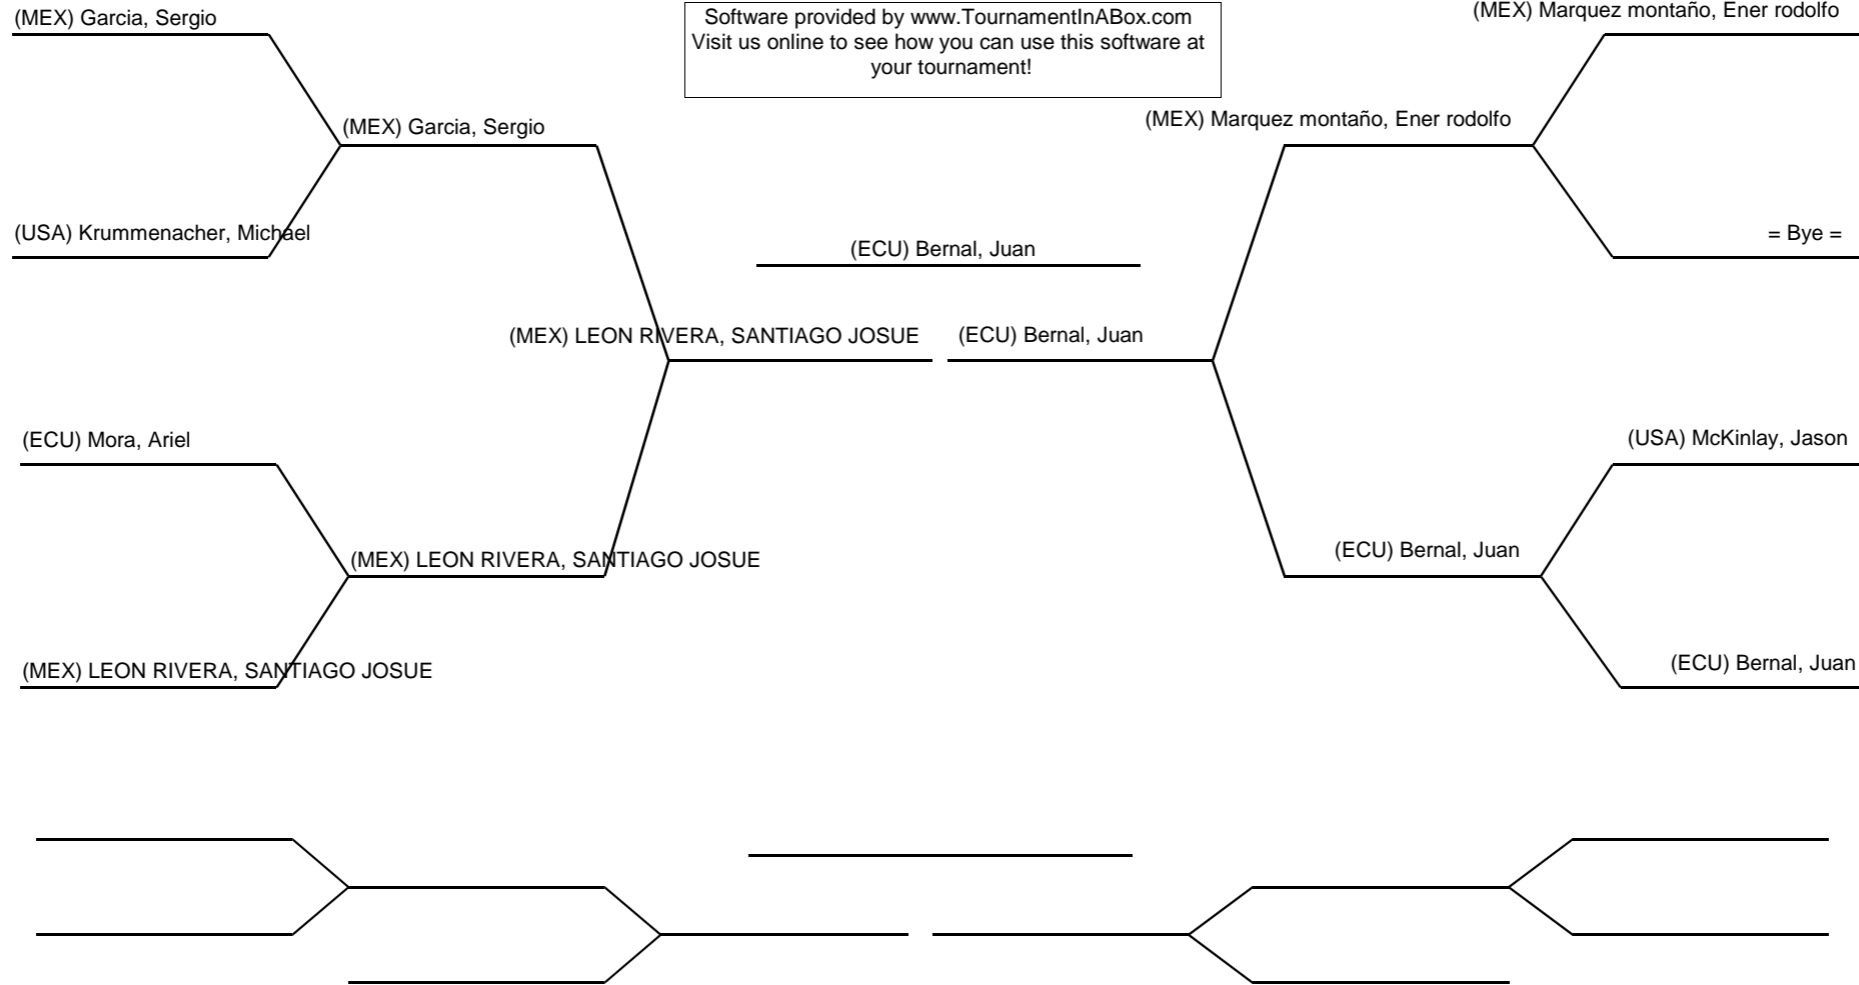 (MEX) Garcia, Sergio
Software provided by www.TournamentInABox.com
Visit us online to see how you can use this software at
your tournament!
(MEX) Marquez montaño, Ener rodolfo
(MEX) Garcia, Sergio
(MEX) Marquez montaño, Ener rodolfo
(USA) Krummenacher, Michael
(ECU) Bernal, Juan
= Bye =
(MEX) LEON RIVERA, SANTIAGO JOSUE
(ECU) Bernal, Juan
(ECU) Mora, Ariel
(USA) McKinlay, Jason
(MEX) LEON RIVERA, SANTIAGO JOSUE
(ECU) Bernal, Juan
(MEX) LEON RIVERA, SANTIAGO JOSUE
(ECU) Bernal, Juan